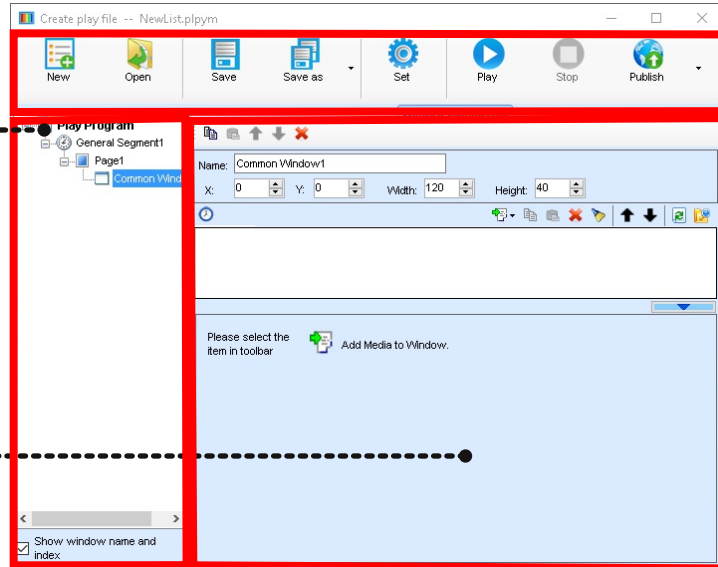 Create play file -- NewList.plpym
New Open Save Save as Set Play Stop Publish
Play Program
General Segment1
Page1
Common Wind
Name: Common Window1
X: 0 Y: 0 Width: 120 Height: 40
Please select the
item in toolbar
Add Media to Window.
Show window name and
index